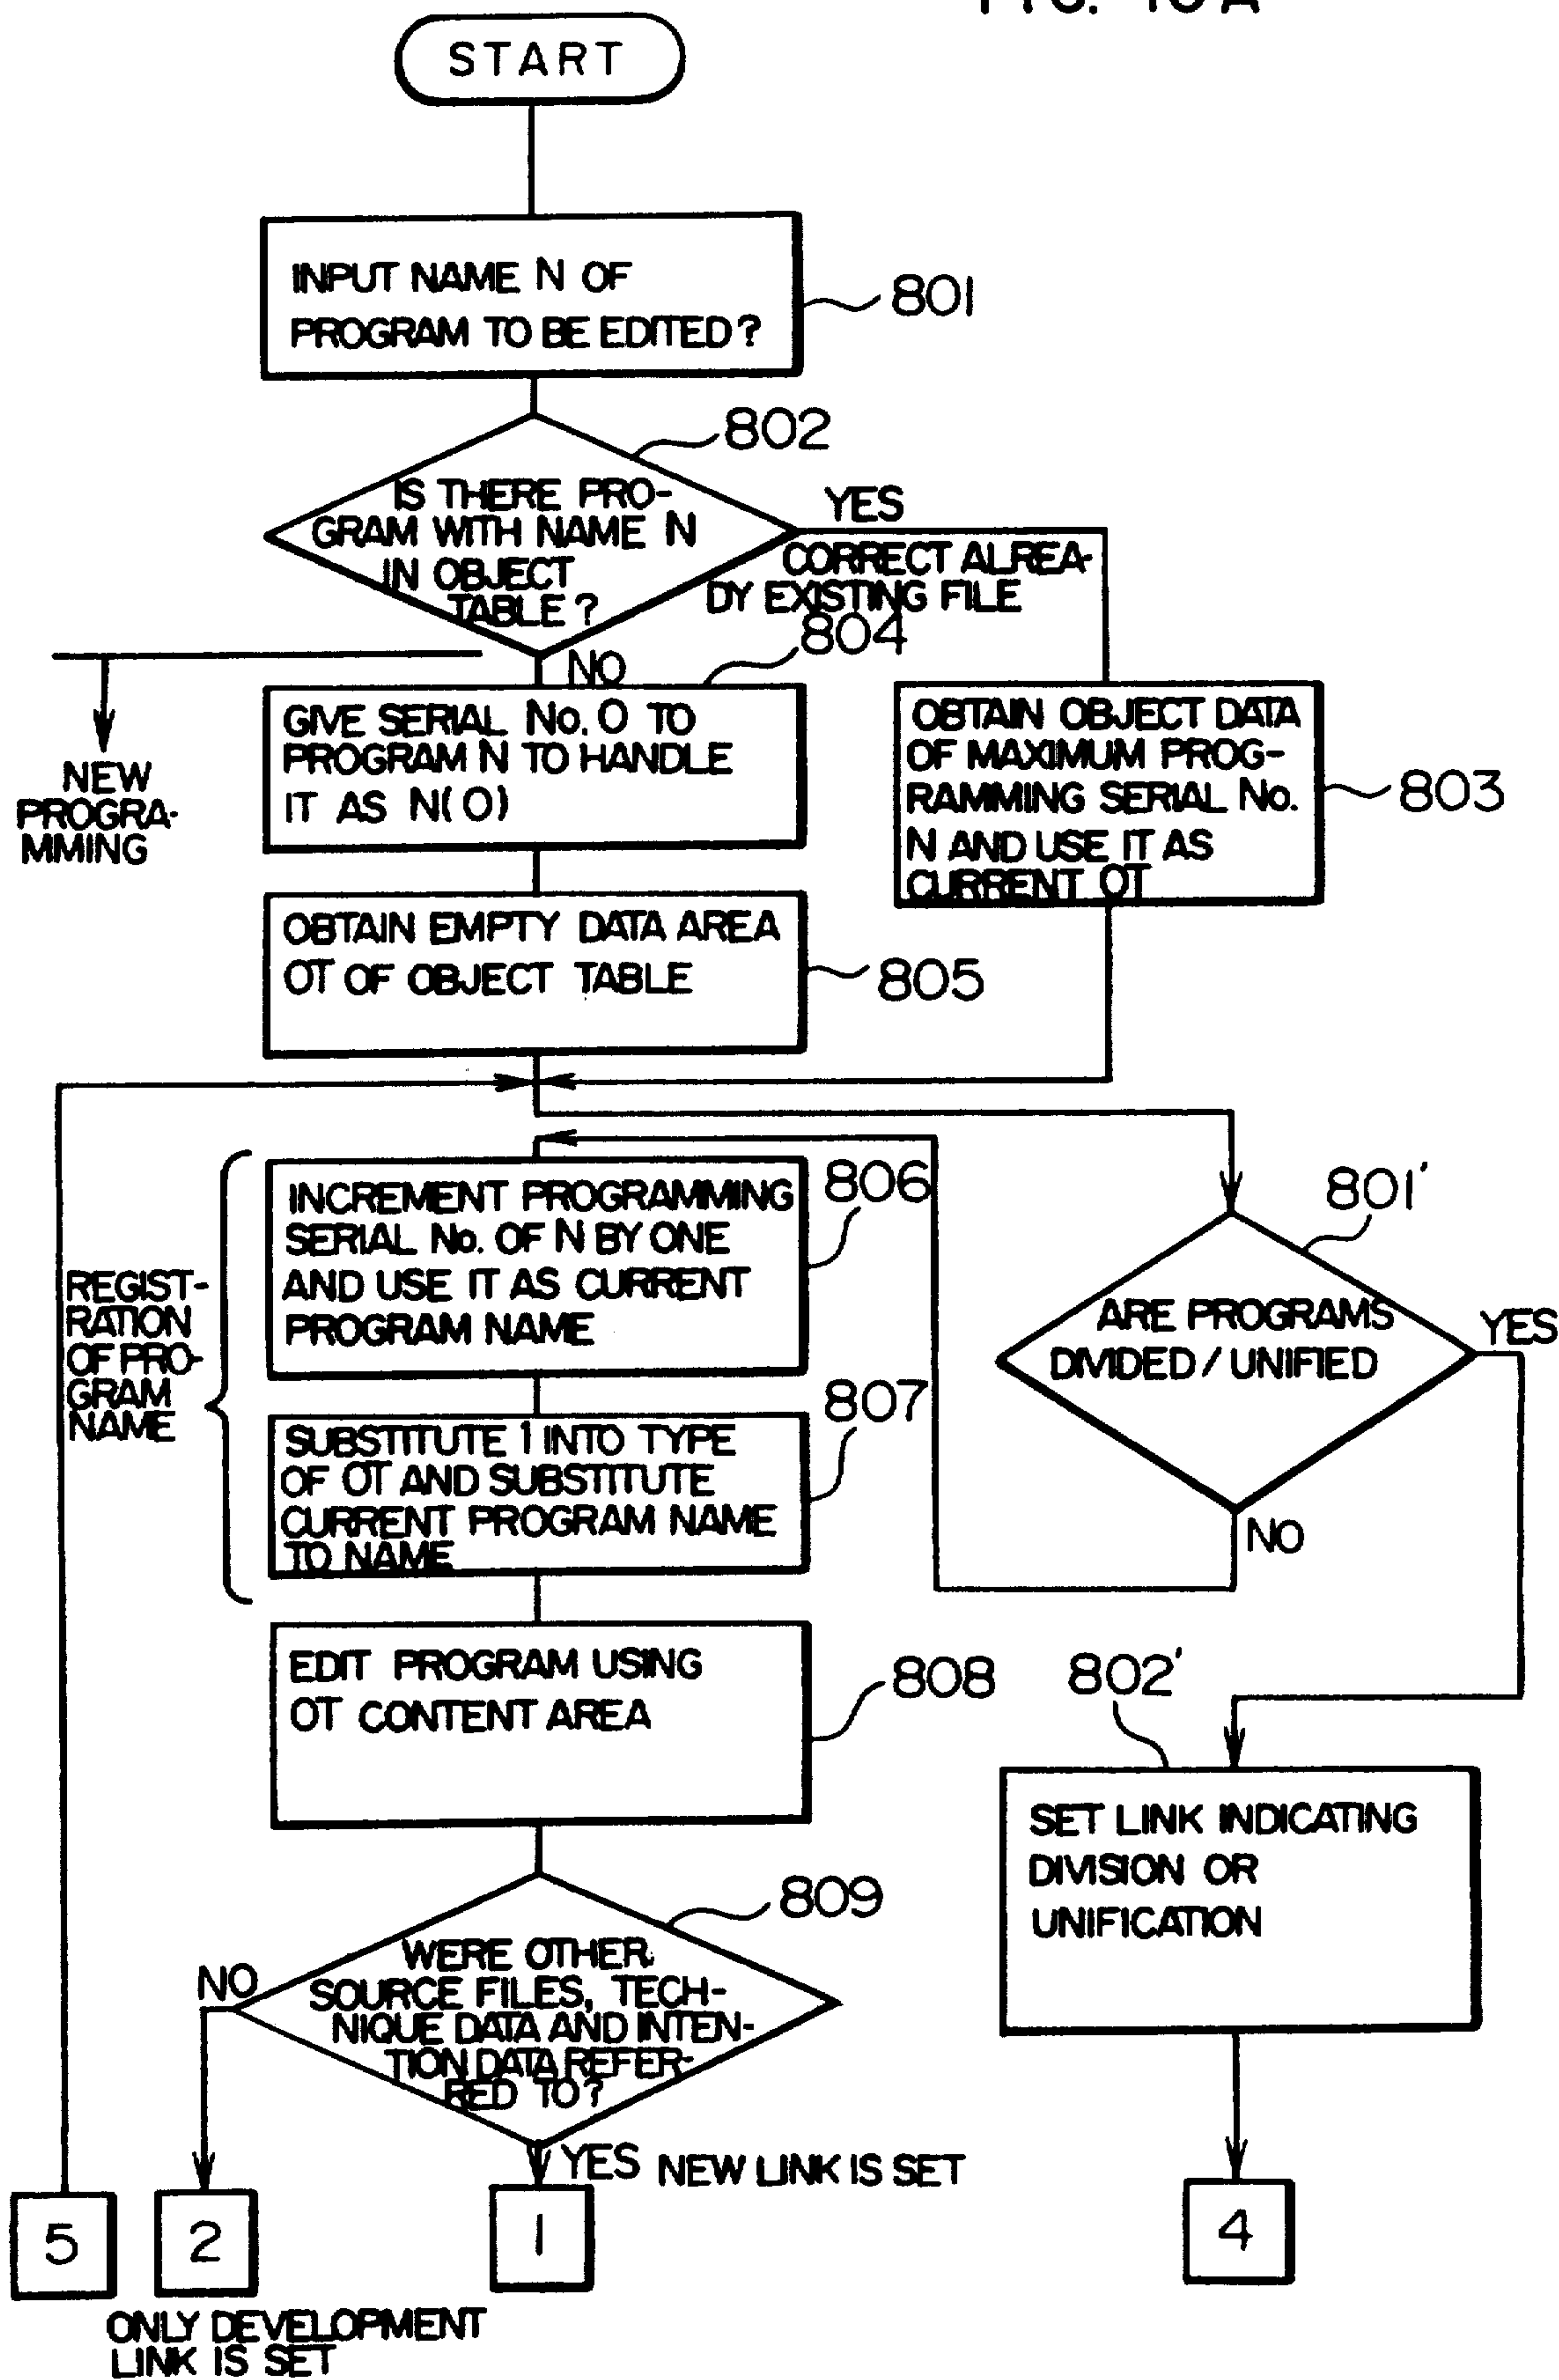 FIG. 10A
START
INPUT NAME N OF
PROGRAM TO BE EDITED?
801
802
IS THERE PRO-
GRAM WITH NAME N
IN OBJECT
TABLE?
YES
CORRECT ALREA-
DY EXISTING FILE
804
NO
NEW
PROGRA-
MMING
GIVE SERIAL No. 0 TO
PROGRAM N TO HANDLE
IT AS N(0)
OBTAIN OBJECT DATA
OF MAXIMUM PROG-
RAMMING SERIAL No.
N AND USE IT AS
CURRENT OT
803
OBTAIN EMPTY DATA AREA
OT OF OBJECT TABLE
805
REGIST-
RATION
OF PRO-
GRAM
NAME
INCREMENT PROGRAMMING
SERIAL No. OF N BY ONE
AND USE IT AS CURRENT
PROGRAM NAME
806
801'
ARE PROGRAMS
DIVIDED / UNIFIED
YES
NO
807
SUBSTITUTE 1 INTO TYPE
OF OT AND SUBSTITUTE
CURRENT PROGRAM NAME
TO NAME
EDIT PROGRAM USING
OT CONTENT AREA
808
802'
SET LINK INDICATING
DIVISION OR
UNIFICATION
809
WERE OTHER
SOURCE FILES, TECH-
NIQUE DATA AND INTEN-
TION DATA REFER-
RED TO?
NO
YES NEW LINK IS SET
5
2
1
4
ONLY DEVELOPMENT
LINK IS SET